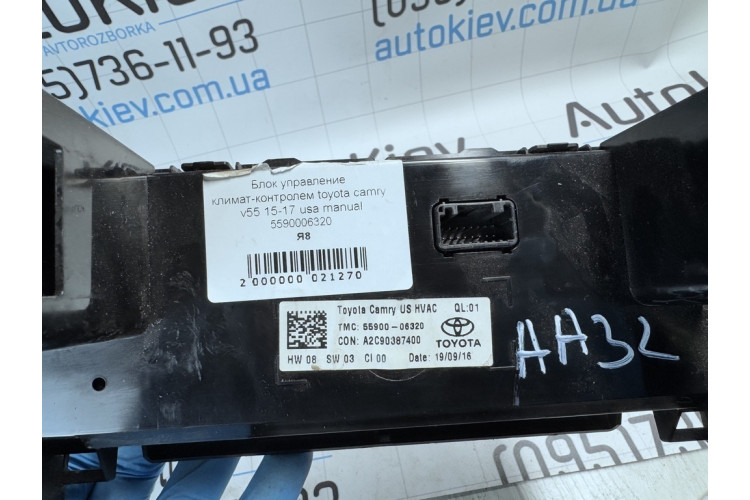 AVTOROZBORKA
5)736-11-93
kiev.com.ua
autokiev.com.ua
Блок управление
климат-контролем toyota camry
v55 15-17 usa manual
5590006320
Я8
2 000000 021270
Toyota Camry US HVAC QL:01
TMC: 55900-06320
CON: A2C90387400
TOYOTA
HW 08 SW 03 CI 00 Date: 19/09/16
AA32